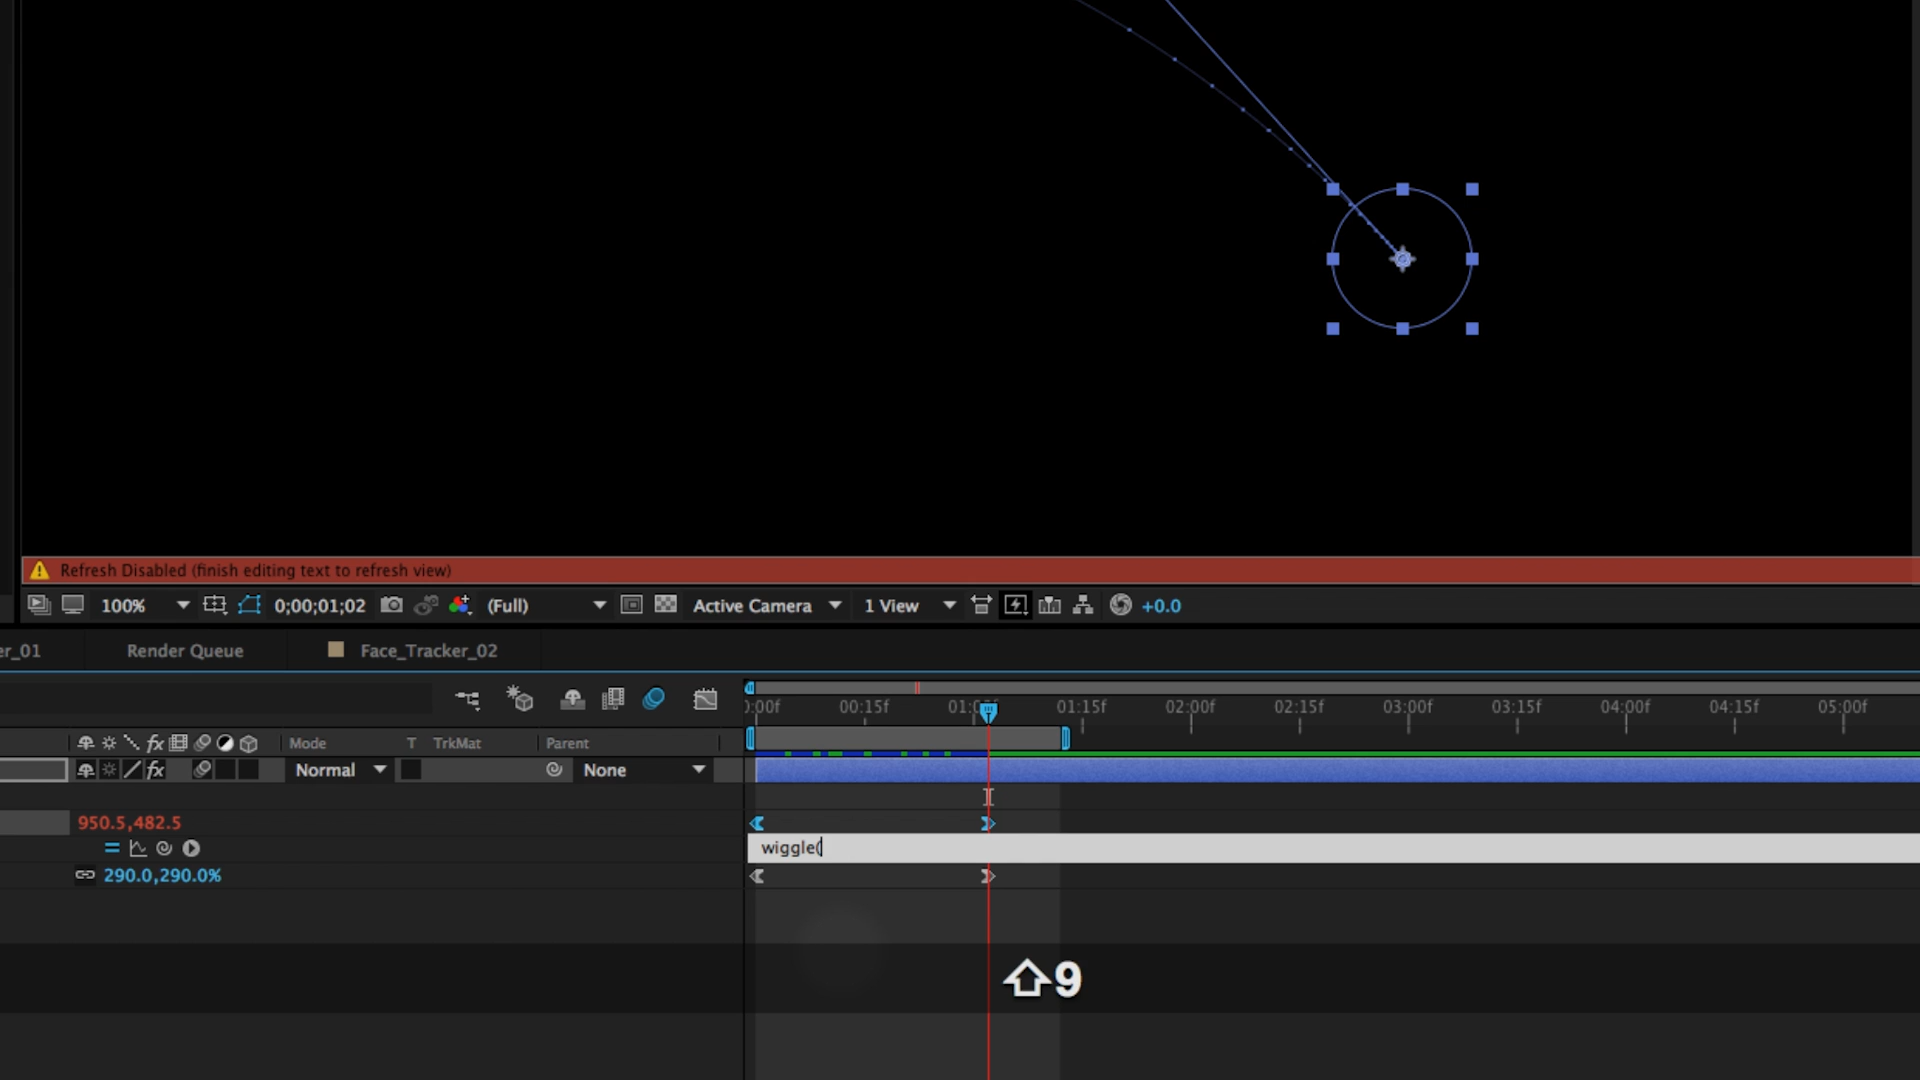 Refresh Disabled (finish editing text to refresh view)
100% 0;00;01;02 (Full) Active Camera 1 View +0.0
er_01 Render Queue Face_Tracker_02
):00f 00:15f 01:0 01:15f 02:00f 02:15f 03:00f 03:15f 04:00f 04:15f 05:00f
fx Mode T TrkMat Parent
fx Normal None
950.5,482.5
wiggle(
290.0,290.0%
⇧9